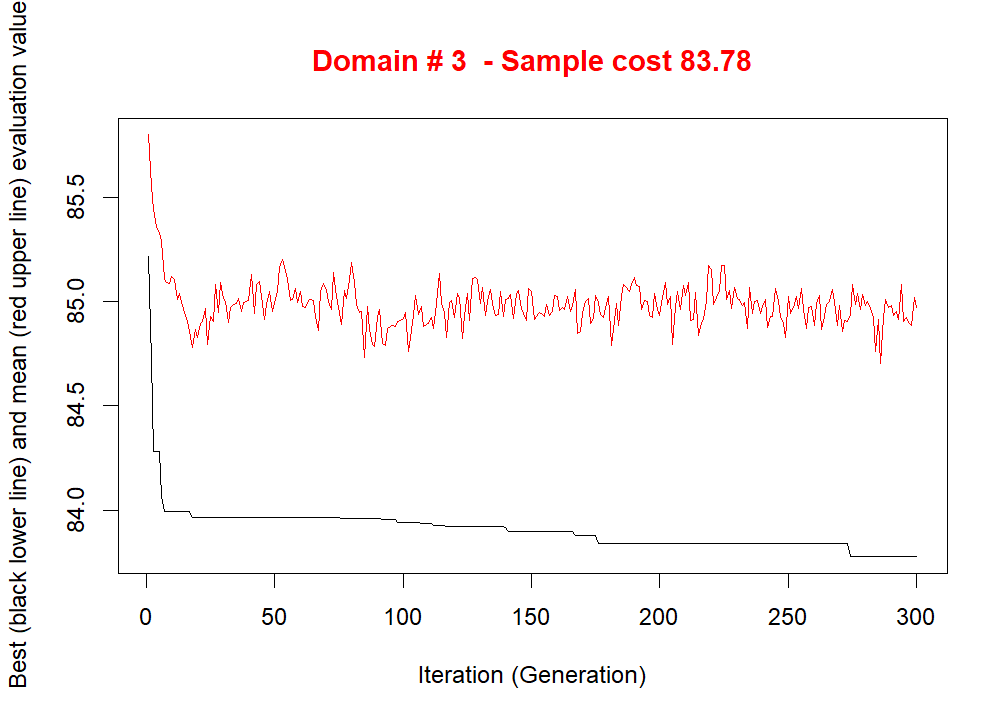 Domain # 3  - Sample cost 83.78
Best (black lower line) and mean (red upper line) evaluation value
85.5
85.0
84.5
84.0
0 50 100 150 200 250 300
Iteration (Generation)